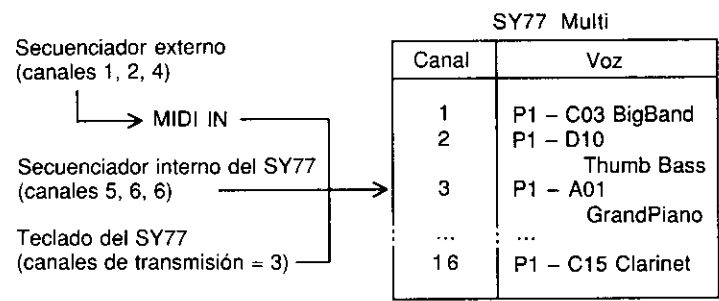 SY77 Multi
Secuenciador externo
(canales 1, 2, 4)
MIDI IN
Secuenciador interno del SY77
(canales 5, 6, 6)
Teclado del SY77
(canales de transmisión = 3)
Canal Voz
1 P1 – C03 BigBand
2 P1 – D10
Thumb Bass
3 P1 – A01
GrandPiano
... ...
16 P1 – C15 Clarinet